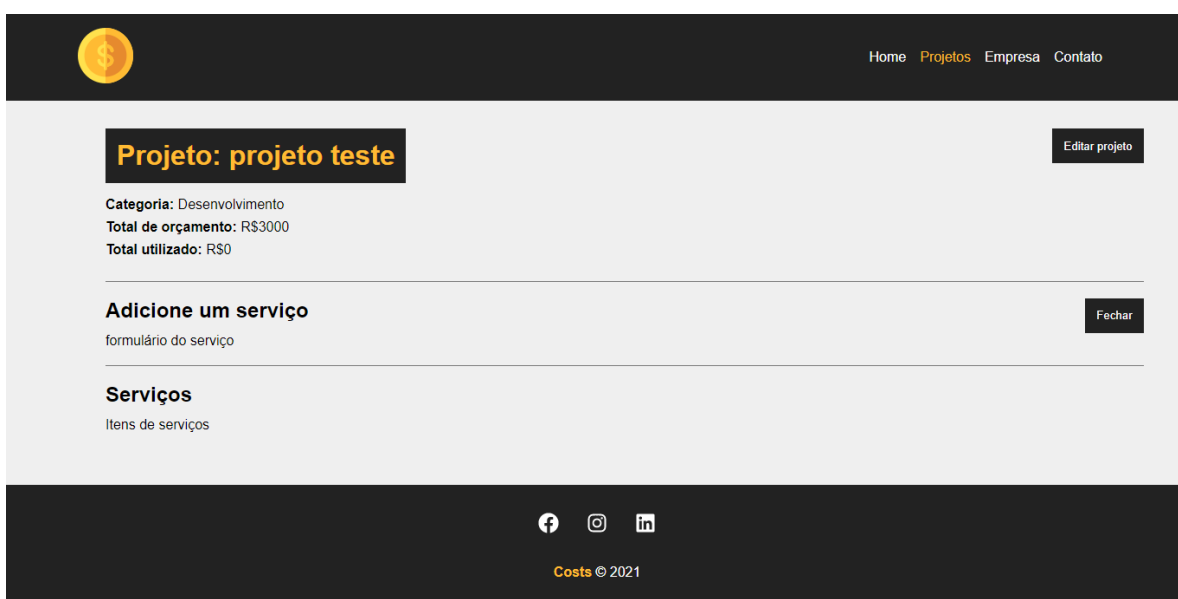 $
Home Projetos Empresa Contato
Projeto: projeto teste
Editar projeto
Categoria: Desenvolvimento
Total de orçamento: R$3000
Total utilizado: R$0
Adicione um serviço
Fechar
formulário do serviço
Serviços
Itens de serviços
in
Costs © 2021